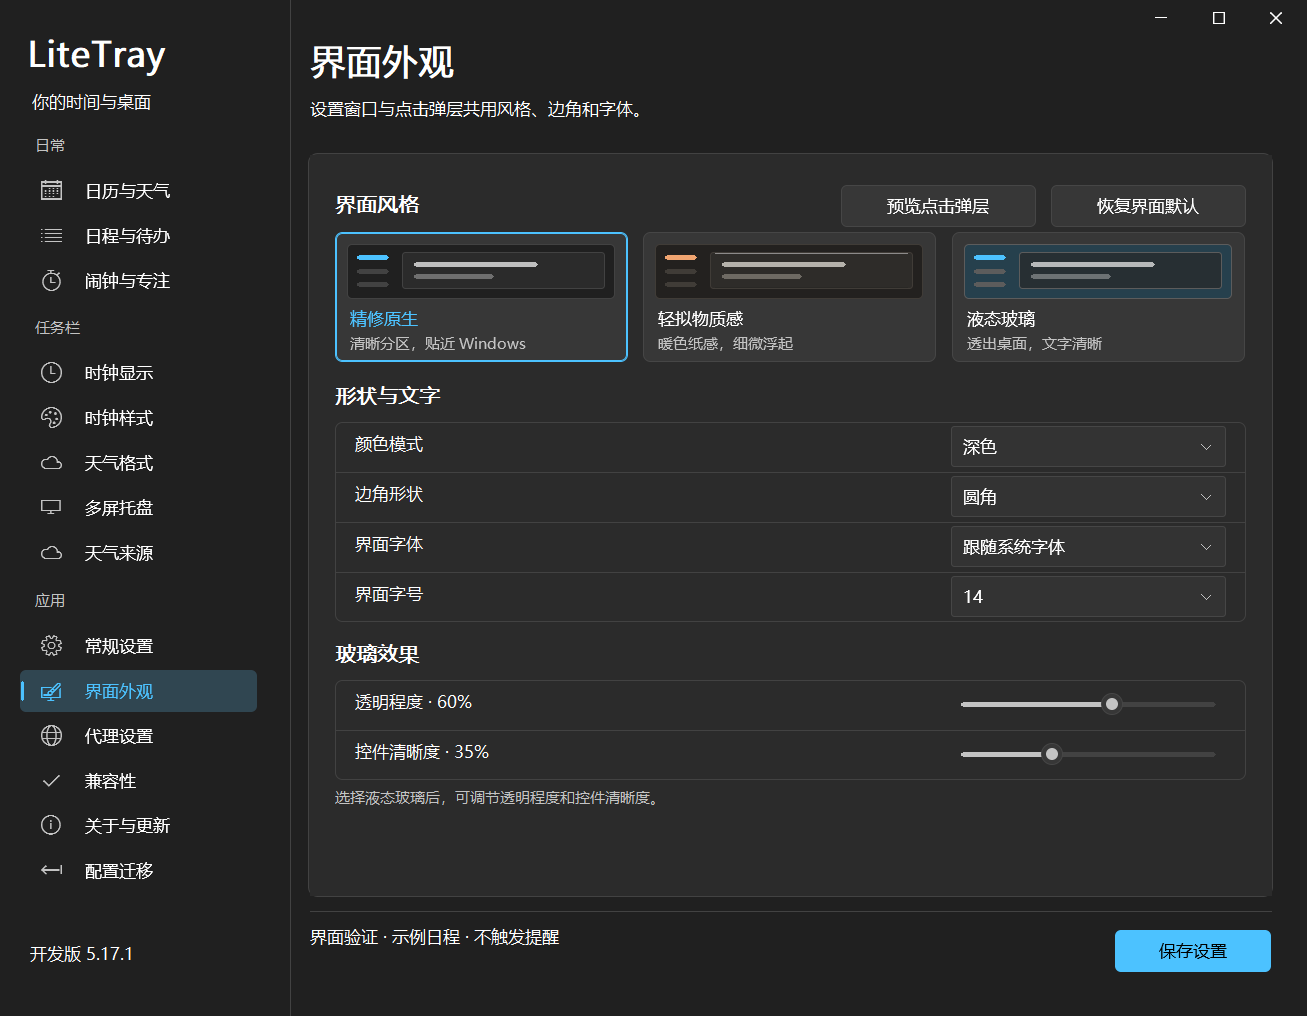 LiteTray
你的时间与桌面
日常
日历与天气
日程与待办
闹钟与专注
任务栏
时钟显示
时钟样式
天气格式
多屏托盘
天气来源
应用
常规设置
界面外观
代理设置
兼容性
关于与更新
配置迁移
开发版 5.17.1
界面外观
设置窗口与点击弹层共用风格、边角和字体。
界面风格
预览点击弹层
恢复界面默认
精修原生
清晰分区，贴近 Windows
轻拟物质感
暖色纸感，细微浮起
液态玻璃
透出桌面，文字清晰
形状与文字
颜色模式
深色
边角形状
圆角
界面字体
跟随系统字体
界面字号
14
玻璃效果
透明程度 · 60%
控件清晰度 · 35%
选择液态玻璃后，可调节透明程度和控件清晰度。
界面验证 · 示例日程 · 不触发提醒
保存设置